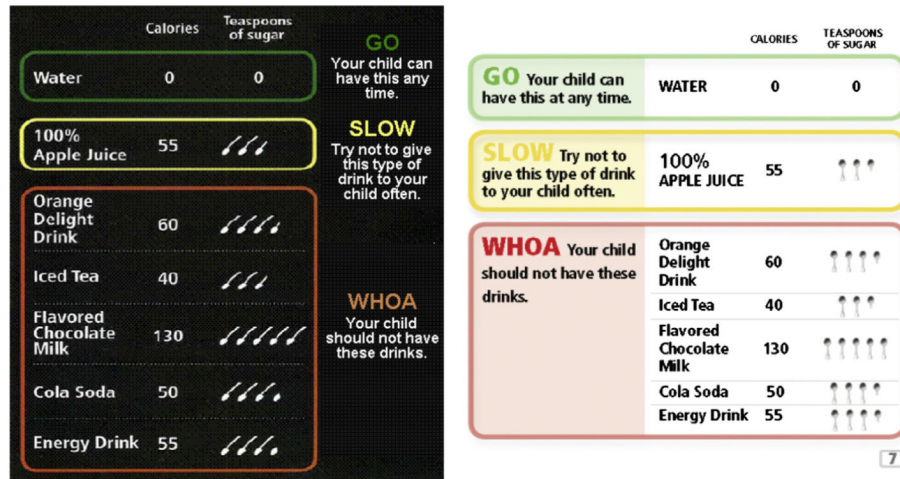 Calories Teaspoons of sugar
GO
Your child can
have this any
time.
Water 0 0
SLOW
Try not to give
this type of
drink to your
child often.
100%
Apple Juice 55
WHOA
Your child
should not have
these drinks.
Orange
Delight
Drink 60
Iced Tea 40
Flavored
Chocolate
Milk 130
Cola Soda 50
Energy Drink 55
CALORIES TEASPOONS OF SUGAR
GO Your child can
have this at any time.
WATER 0 0
SLOW Try not to
give this type of drink
to your child often.
100%
APPLE JUICE 55
WHOA Your child
should not have these
drinks.
Orange
Delight
Drink 60
Iced Tea 40
Flavored
Chocolate
Milk 130
Cola Soda 50
Energy Drink 55
7